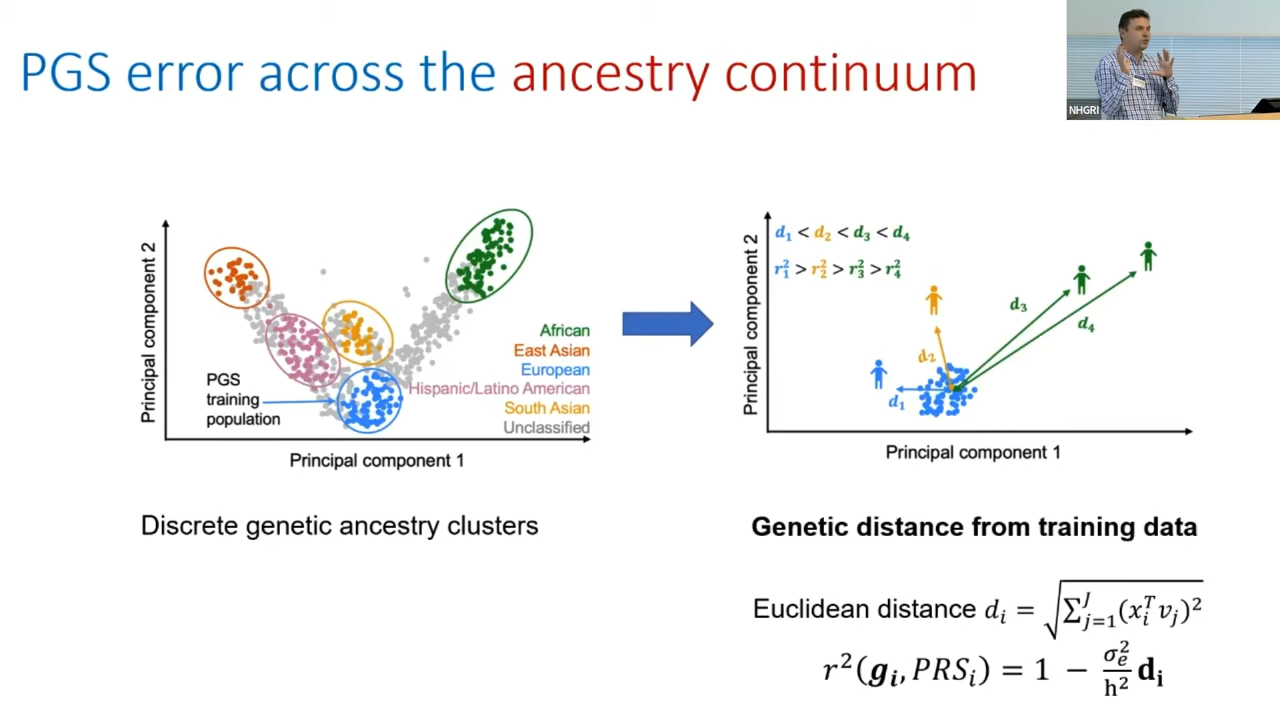 PGS error across the ancestry continuum
NHGRI
Principal component 2
PGS
training
population
African
East Asian
European
Hispanic/Latino American
South Asian
Unclassified
Principal component 1
Discrete genetic ancestry clusters
Principal component 2
d₁ < d₂ < d₃ < d₄
r₁² > r₂² > r₃² > r₄²
d₃
d₄
d₂
d₁
Principal component 1
Genetic distance from training data
Euclidean distance dᵢ = √(∑ⱼ₌₁ᴶ (xᵢᵀvⱼ)²)
r²(gᵢ, PRSᵢ) = 1 − σₑ²/h² dᵢ